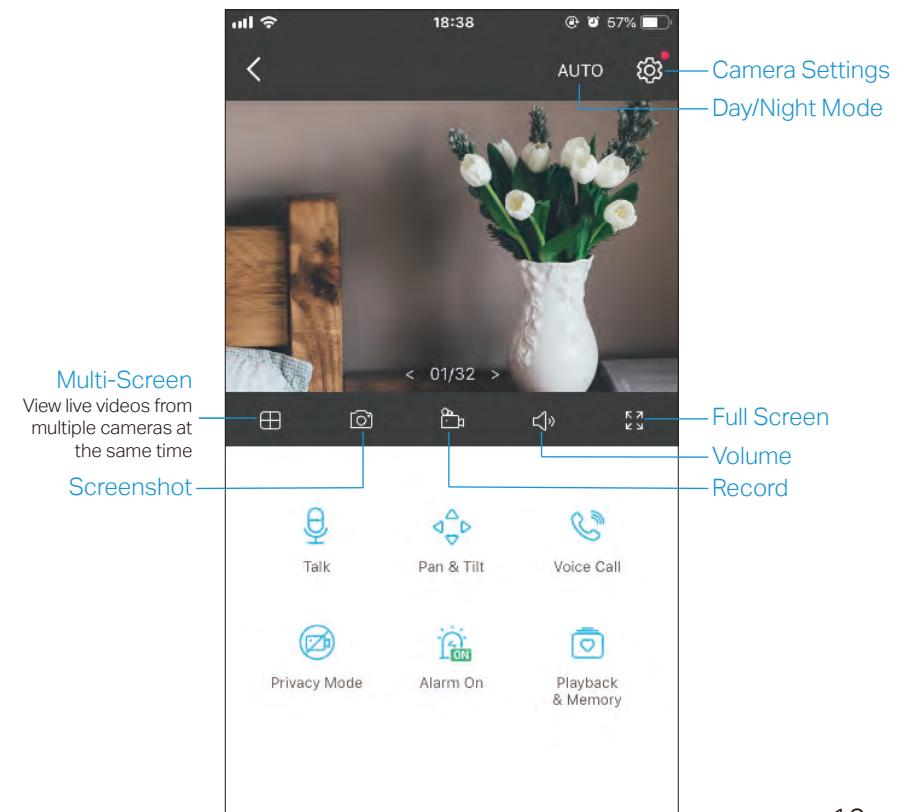 18:38
57%
AUTO
Camera Settings
Day/Night Mode
< 01/32 >
Multi-Screen
View live videos from
multiple cameras at
the same time
Full Screen
Volume
Screenshot
Record
Talk
Pan & Tilt
Voice Call
ON
Privacy Mode
Alarm On
Playback
& Memory